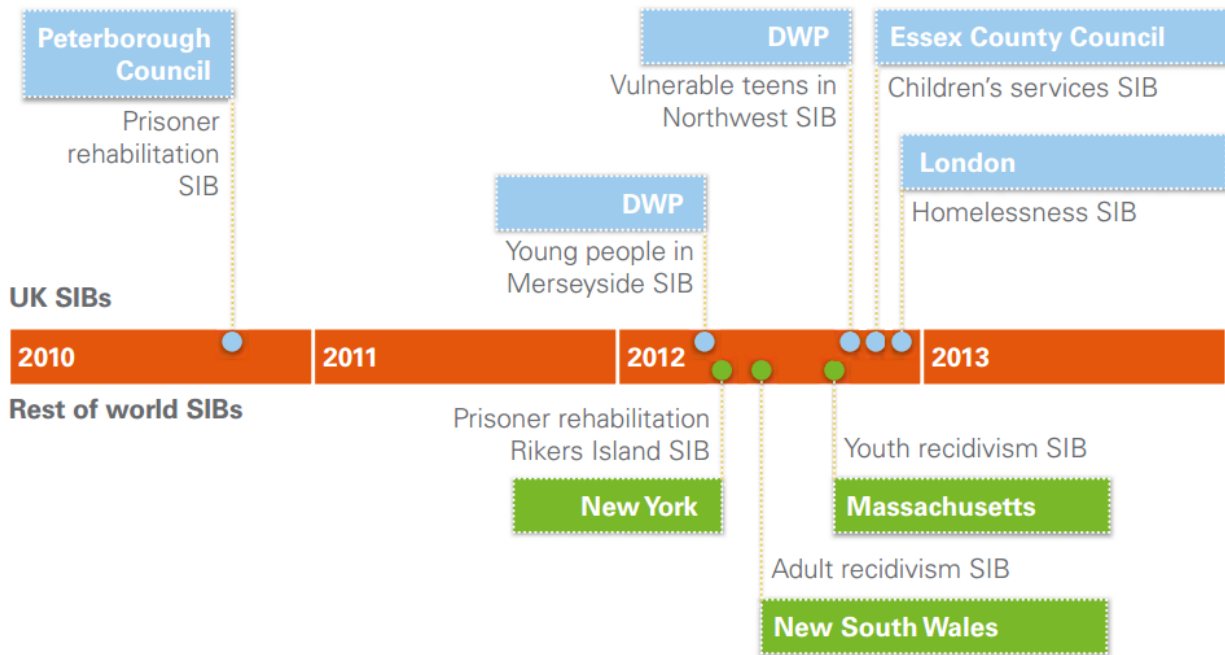 Peterborough
Council
Prisoner
rehabilitation
SIB
DWP
Vulnerable teens in
Northwest SIB
Essex County Council
Children’s services SIB
London
Homelessness SIB
DWP
Young people in
Merseyside SIB
UK SIBs
2010
2011
2012
2013
Rest of world SIBs
Prisoner rehabilitation
Rikers Island SIB
New York
Youth recidivism SIB
Massachusetts
Adult recidivism SIB
New South Wales